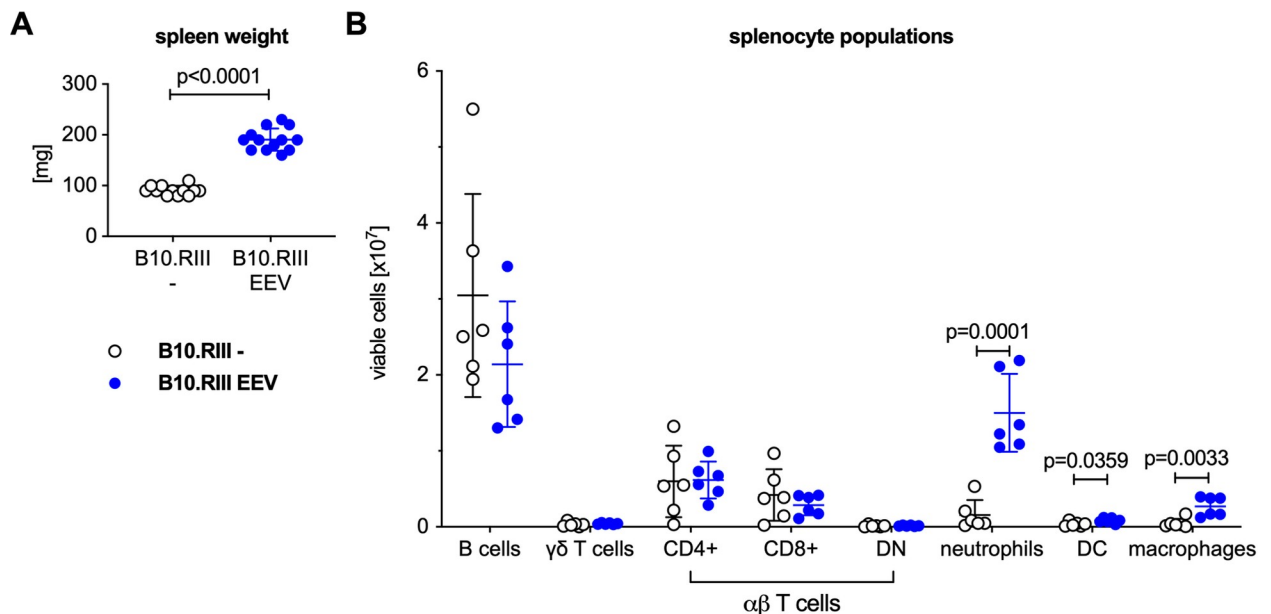 A
spleen weight
p<0.0001
300
200
100
0
[mg]
B10.RIII
-
B10.RIII
EEV
B10.RIII -
B10.RIII EEV
B
splenocyte populations
6
4
2
0
viable cells [x10⁷]
p=0.0001
p=0.0359
p=0.0033
B cells
γδ T cells
CD4+
CD8+
DN
neutrophils
DC
macrophages
αβ T cells